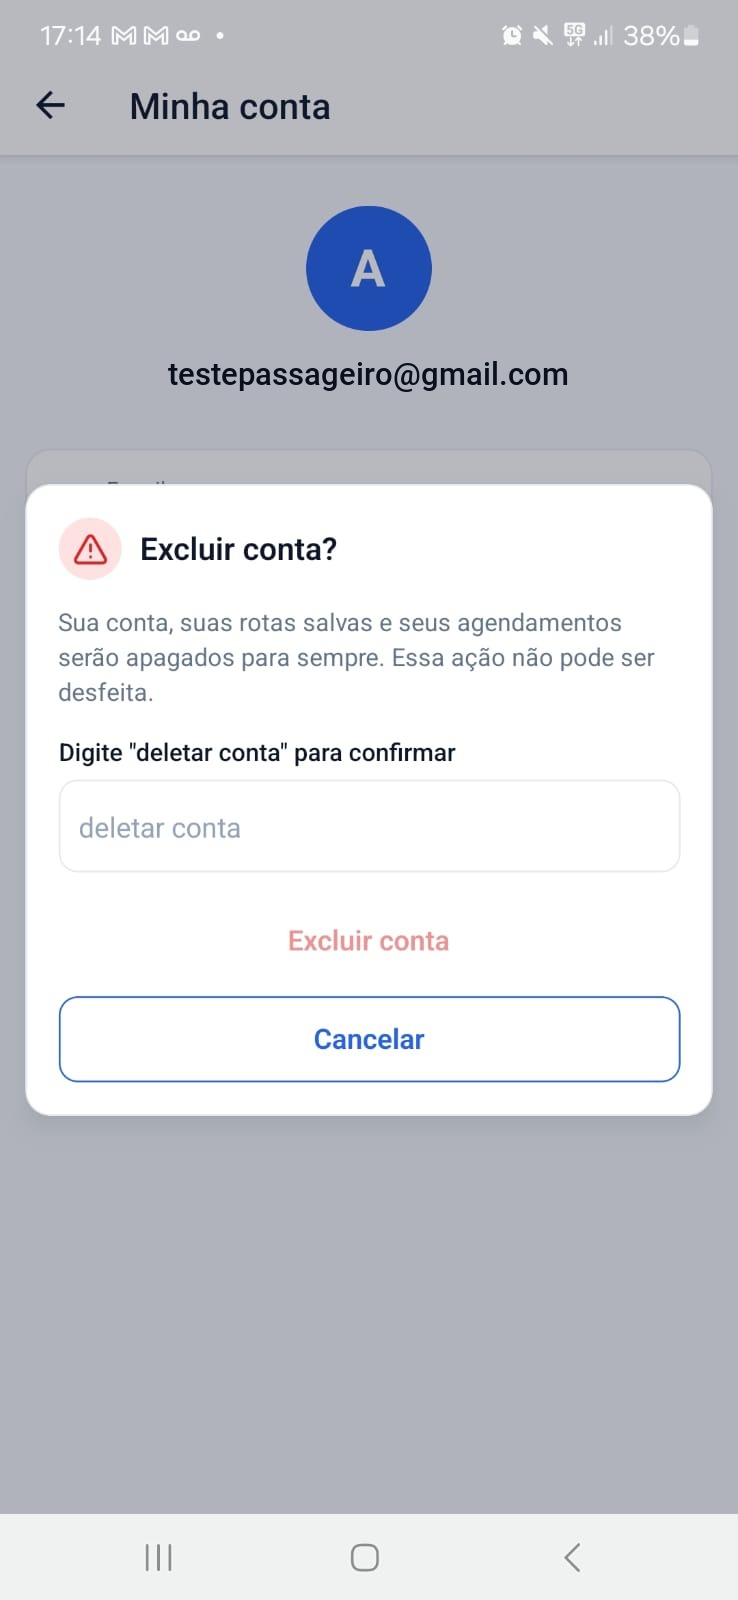 17:14
5G
38%
Minha conta
A
testepassageiro@gmail.com
Excluir conta?
Sua conta, suas rotas salvas e seus agendamentos
serão apagados para sempre. Essa ação não pode ser
desfeita.
Digite "deletar conta" para confirmar
deletar conta
Excluir conta
Cancelar